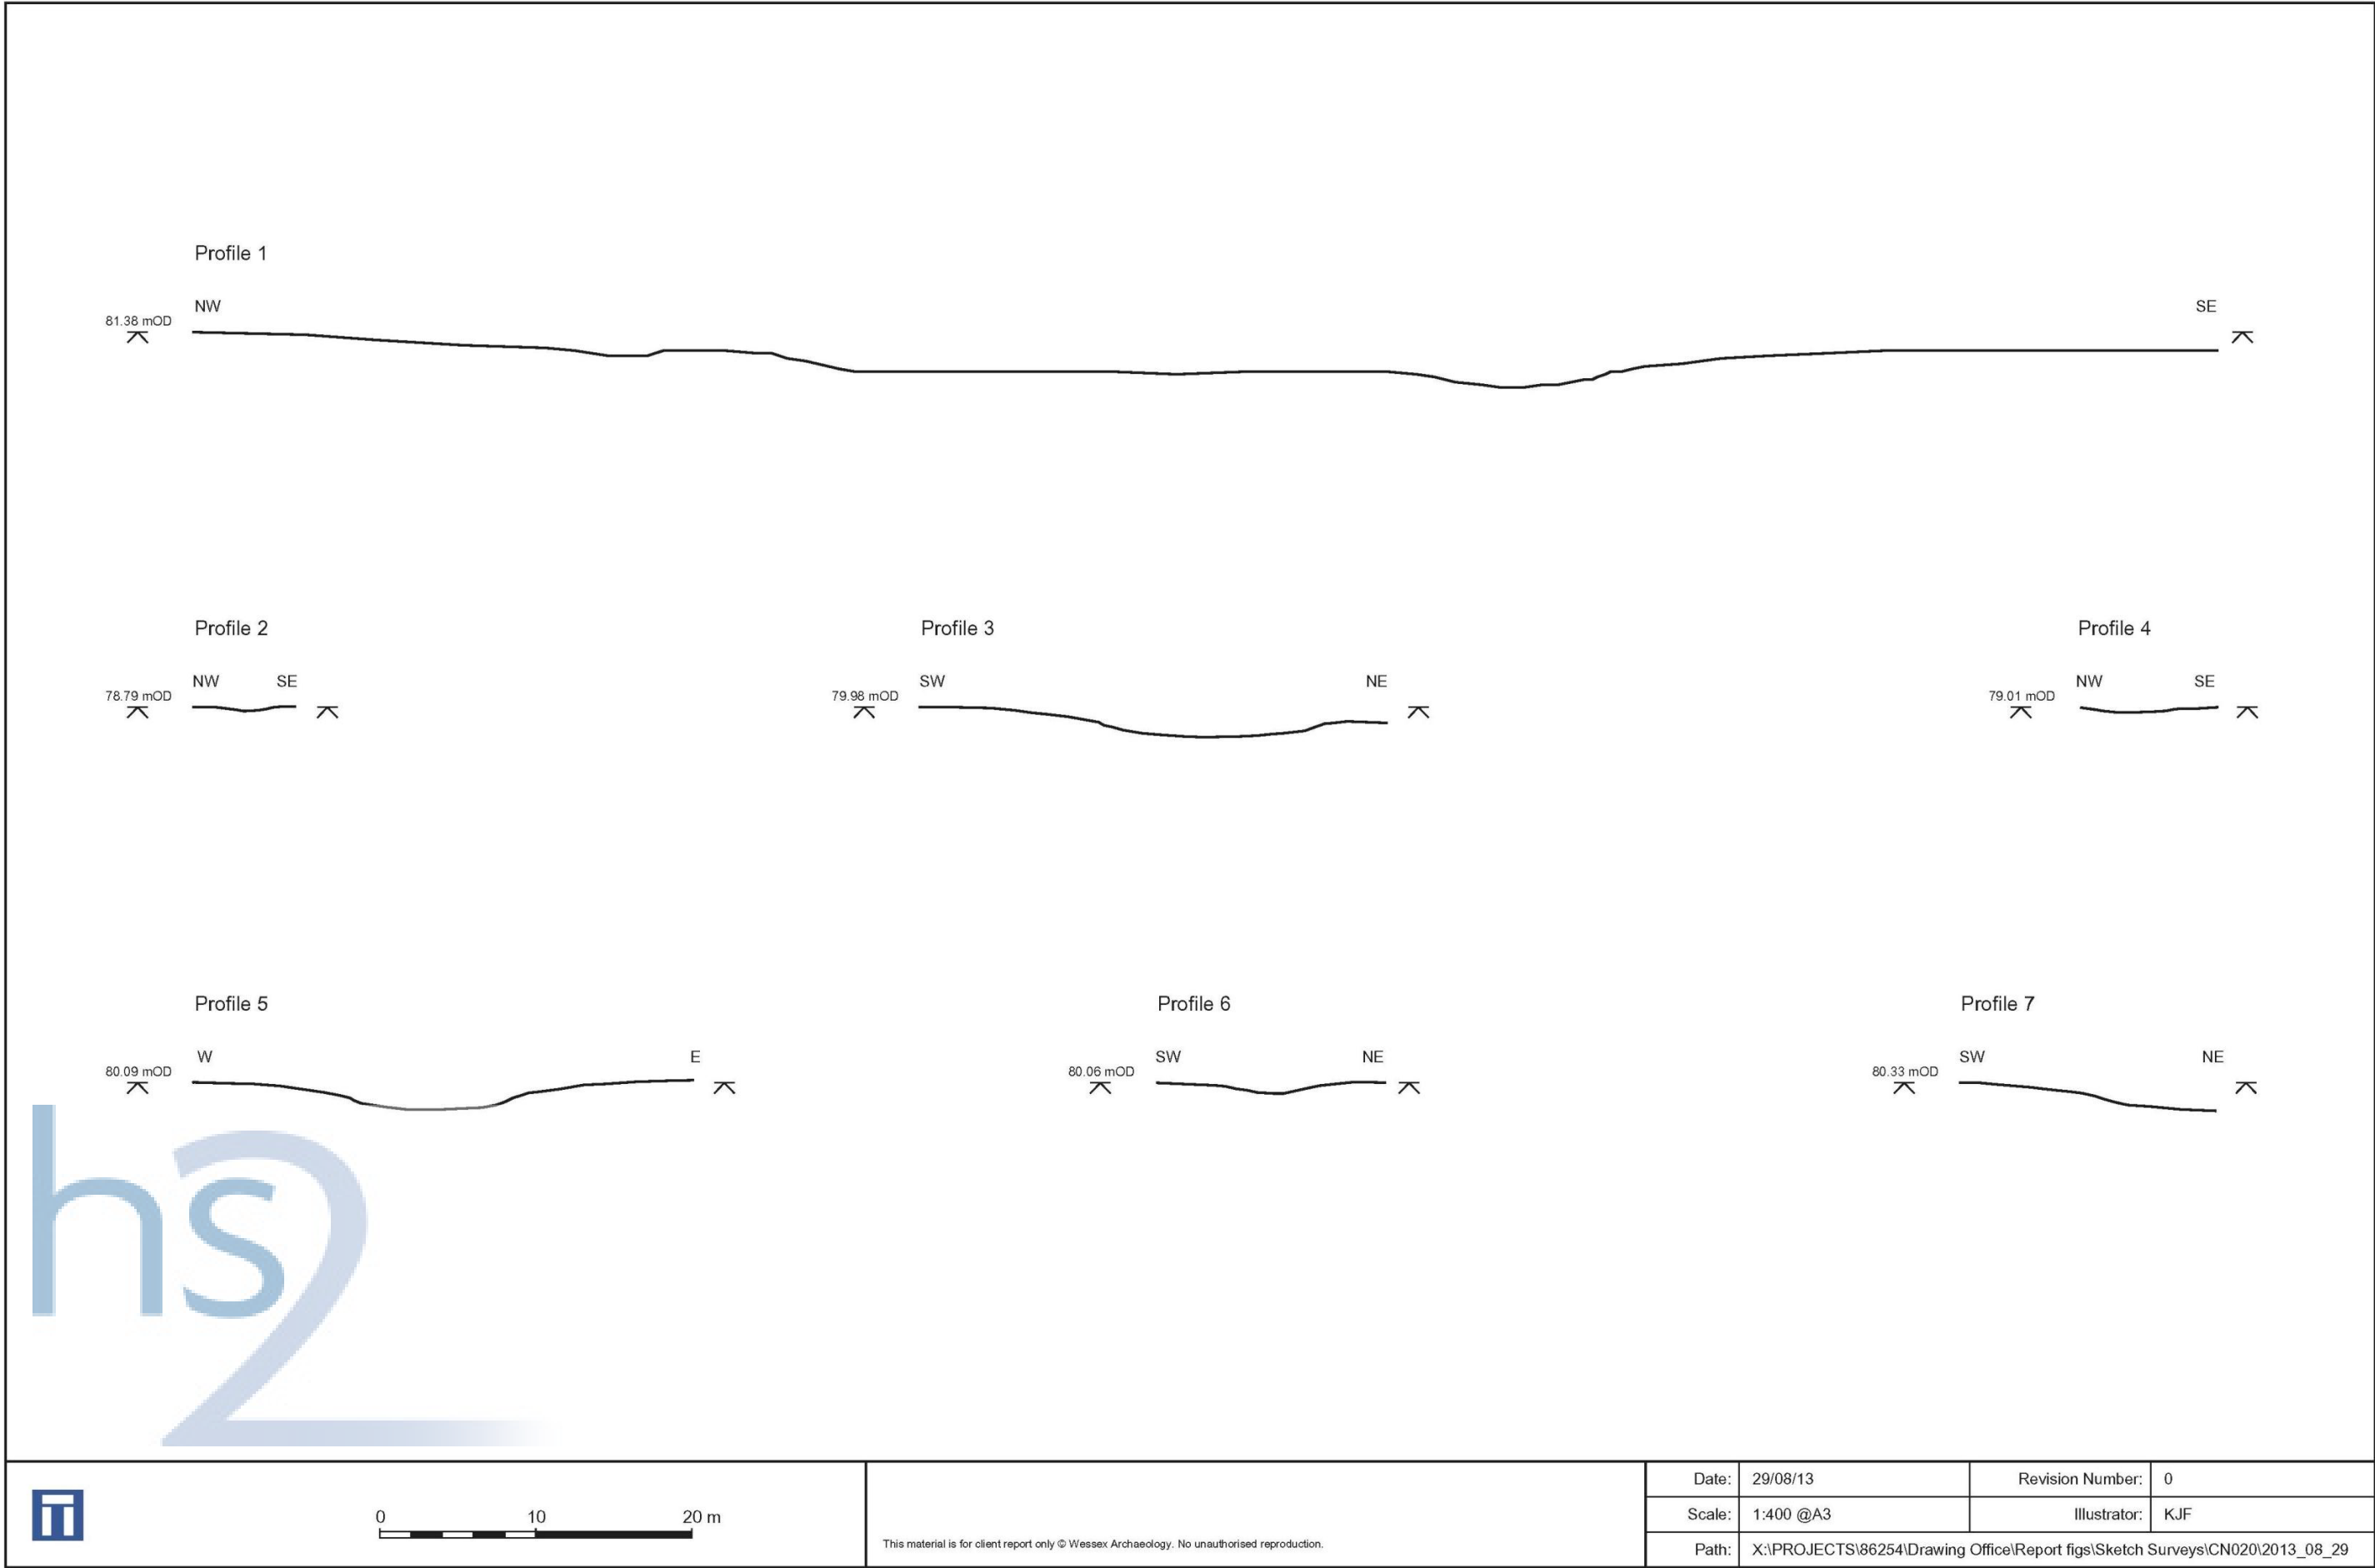 Profile 1
NW SE
81.38 mOD
Profile 2 Profile 3 Profile 4
NW SE SW NE NW SE
78.79 mOD 79.98 mOD 79.01 mOD
Profile 5 Profile 6 Profile 7
W E SW NE SW NE
80.09 mOD 80.06 mOD 80.33 mOD
hs2
0 10 20 m
This material is for client report only © Wessex Archaeology. No unauthorised reproduction.
Date: 29/08/13 Revision Number: 0
Scale: 1:400 @A3 Illustrator: KJF
Path: X:\PROJECTS\86254\Drawing Office\Report figs\Sketch Surveys\CN020\2013_08_29